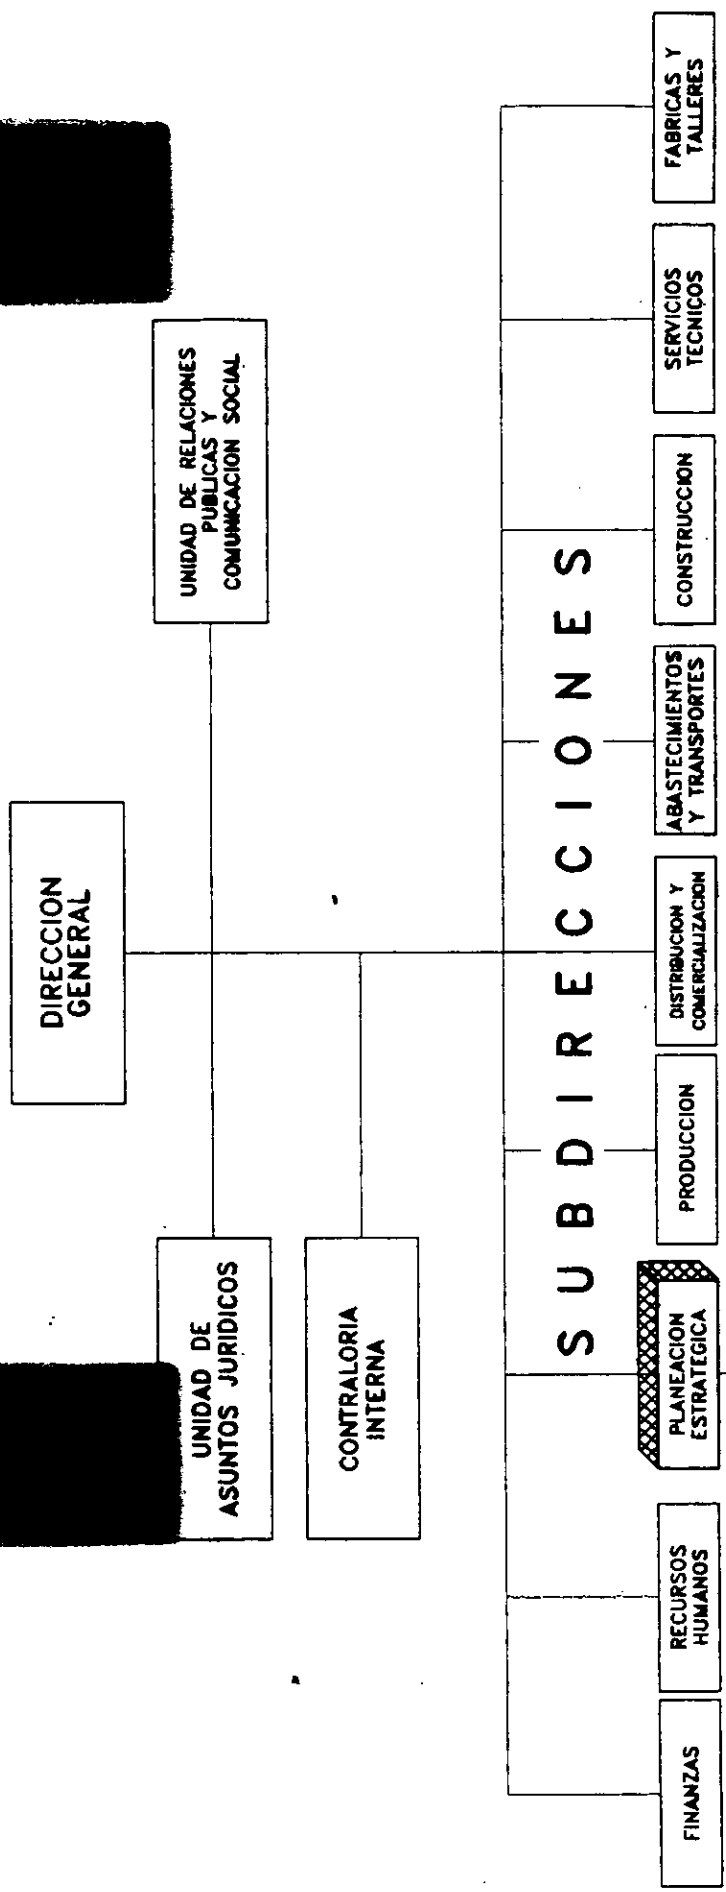 DIRECCION
GENERAL
UNIDAD DE
ASUNTOS JURIDICOS
UNIDAD DE RELACIONES
PUBLICAS Y
COMUNICACION SOCIAL
CONTRALORIA
INTERNA
SUBDIRECCIONES
FINANZAS
RECURSOS
HUMANOS
PLANEACION
ESTRATEGICA
PRODUCCION
DISTRIBUCION Y
COMERCIALIZACION
ABASTECIMIENTOS
Y TRANSPORTES
CONSTRUCCION
SERVICIOS
TECNICOS
FABRICAS Y
TALLERES